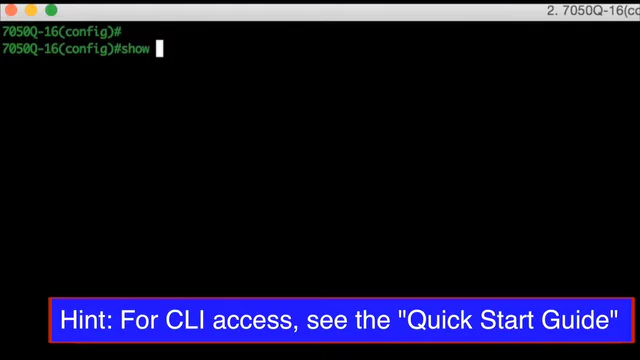 2. 7050Q-16(co
7050Q-16(config)#
7050Q-16(config)#show
Hint: For CLI access, see the "Quick Start Guide"